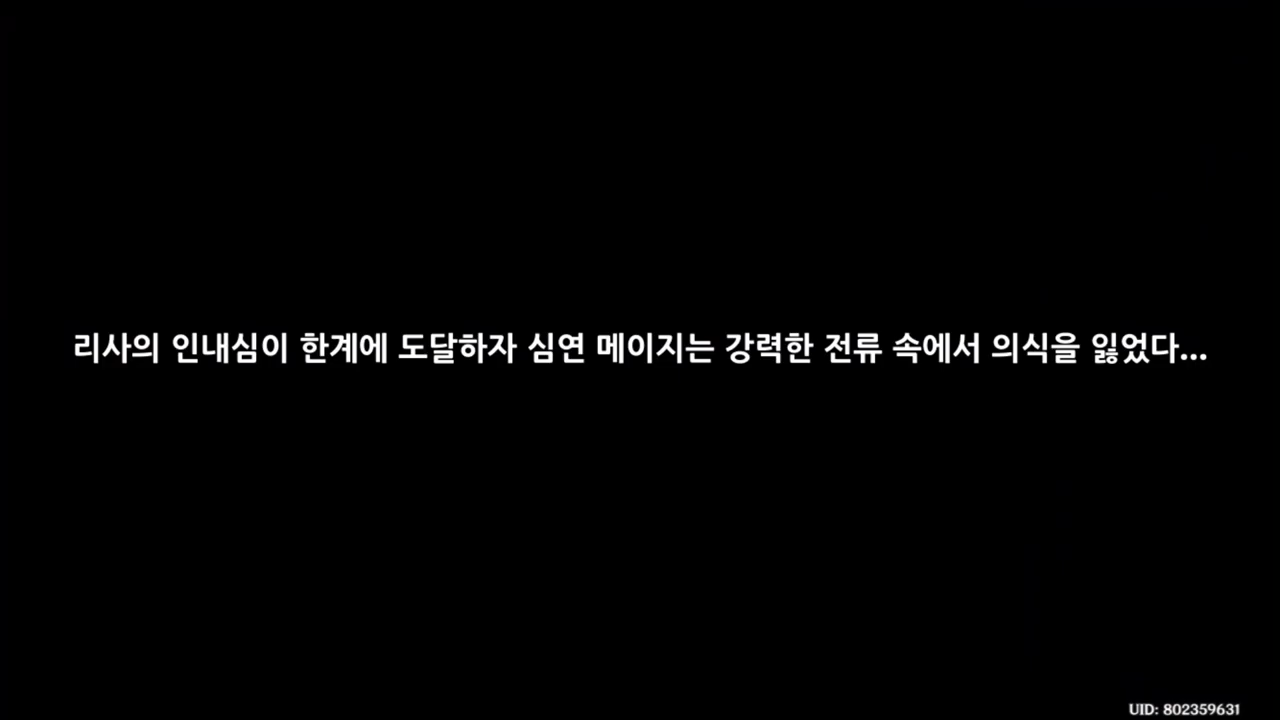 리사의 인내심이 한계에 도달하자 심연 메이지는 강력한 전류 속에서 의식을 잃었다...
UID: 802359631